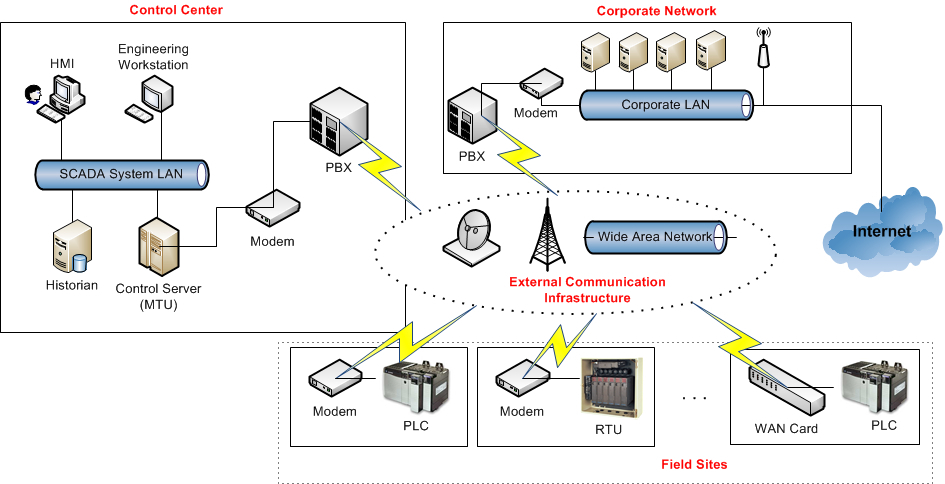 Control Center
Corporate Network
HMI
Engineering
Workstation
PBX
SCADA System LAN
Modem
Historian
Control Server
(MTU)
Modem
PBX
Corporate LAN
Internet
Wide Area Network
External Communication
Infrastructure
Modem
PLC
Modem
RTU
. . .
WAN Card
PLC
Field Sites